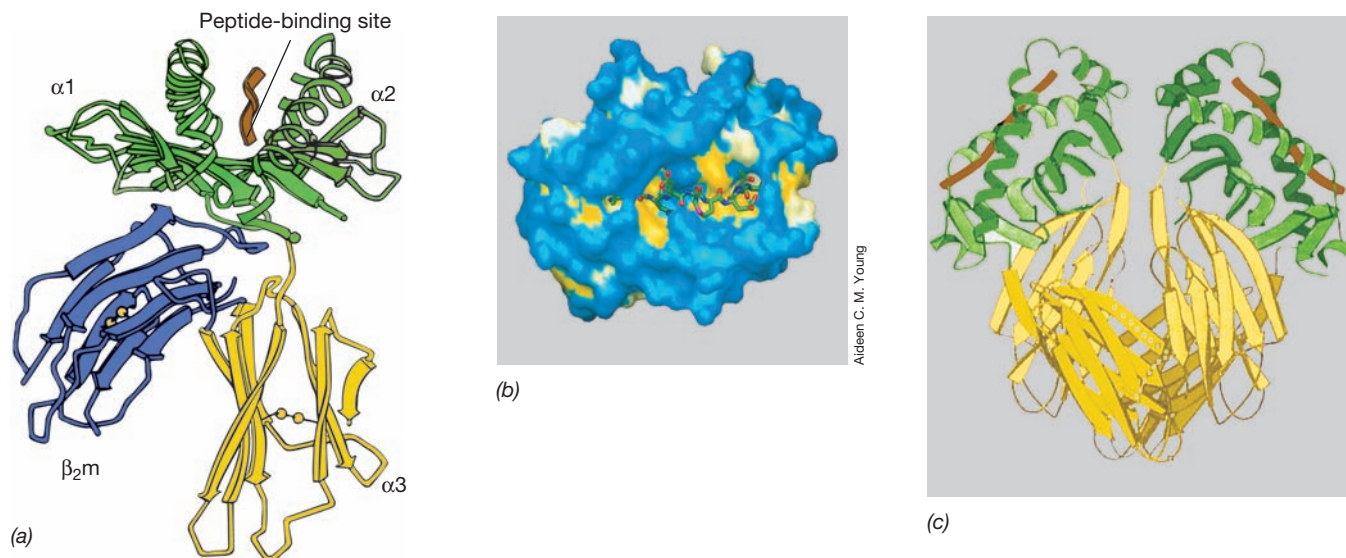 Peptide-binding site
α1
α2
β₂m
α3
(a)
Aideen C. M. Young
(b)
(c)